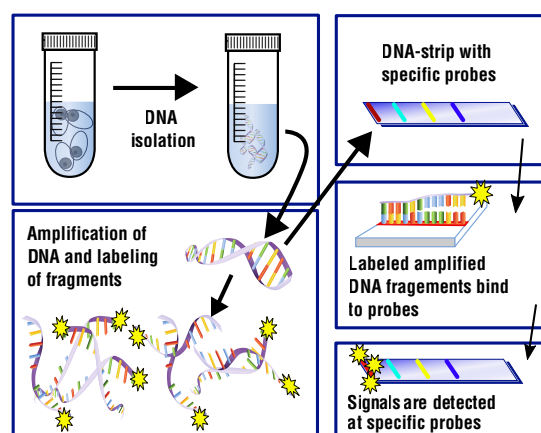 DNA
isolation
Amplification of
DNA and labeling
of fragments
DNA-strip with
specific probes
Labeled amplified
DNA fragements bind
to probes
Signals are detected
at specific probes